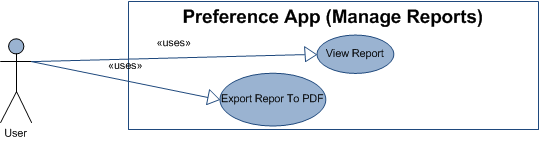 Preference App (Manage Reports)
«uses»
View Report
«uses»
Export Repor To PDF
User